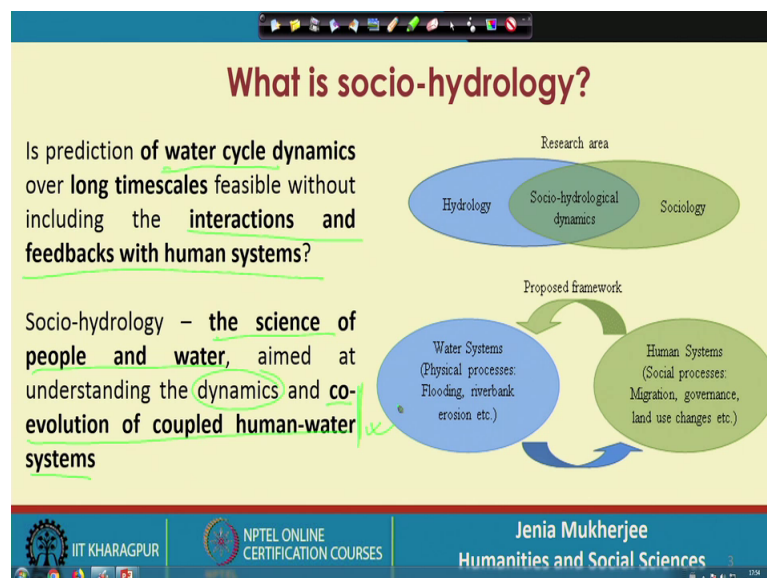 What is socio-hydrology?
Is prediction of water cycle dynamics
over long timescales feasible without
including the interactions and
feedbacks with human systems?
Socio-hydrology – the science of
people and water, aimed at
understanding the dynamics and co-
evolution of coupled human-water
systems
Research area
Hydrology
Socio-hydrological
dynamics
Sociology
Proposed framework
Water Systems
(Physical processes:
Flooding, riverbank
erosion etc.)
Human Systems
(Social processes:
Migration, governance,
land use changes etc.)
IIT KHARAGPUR
NPTEL ONLINE
CERTIFICATION COURSES
Jenia Mukherjee
Humanities and Social Sciences
3
17:54